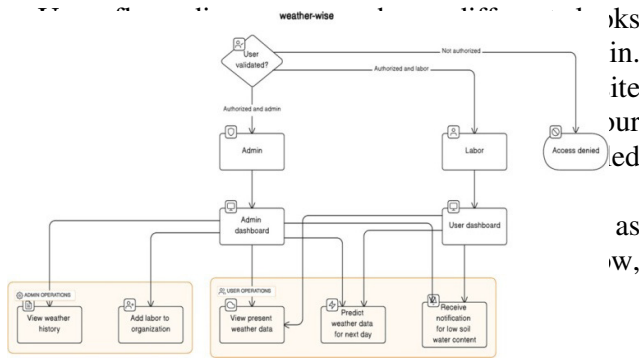 weather-wise
User
validated?
Not authorized
Authorized and labor
Authorized and admin
Admin
Labor
Access denied
Admin
dashboard
User dashboard
ADMIN OPERATIONS
View weather
history
Add labor to
organization
USER OPERATIONS
View present
weather data
Predict
weather data
for next day
Receive
notification
for low soil
water content
as